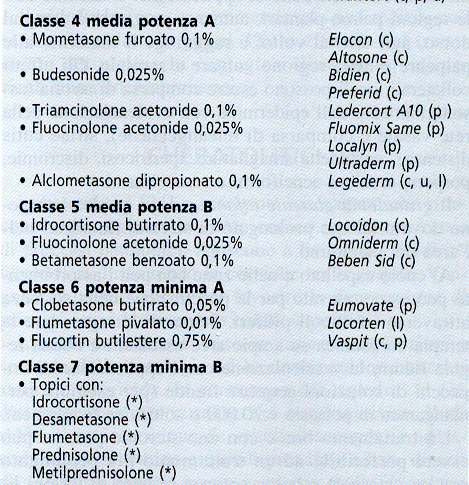 Classe 4 media potenza A
• Mometasone furoato 0,1% Elocon (c)
Altosone (c)
• Budesonide 0,025% Bidien (c)
Preferid (c)
• Triamcinolone acetonide 0,1% Ledercort A10 (p )
• Fluocinolone acetonide 0,025% Fluomix Same (p)
Localyn (p)
Ultraderm (p)
• Alclometasone dipropionato 0,1% Legederm (c, u, l)
Classe 5 media potenza B
• Idrocortisone butirrato 0,1% Locoidon (c)
• Fluocinolone acetonide 0,025% Omniderm (c)
• Betametasone benzoato 0,1% Beben Sid (c)
Classe 6 potenza minima A
• Clobetasone butirrato 0,05% Eumovate (p)
• Flumetasone pivalato 0,01% Locorten (l)
• Flucortin butilestere 0,75% Vaspit (c, p)
Classe 7 potenza minima B
• Topici con:
Idrocortisone (*)
Desametasone (*)
Flumetasone (*)
Prednisolone (*)
Metilprednisolone (*)